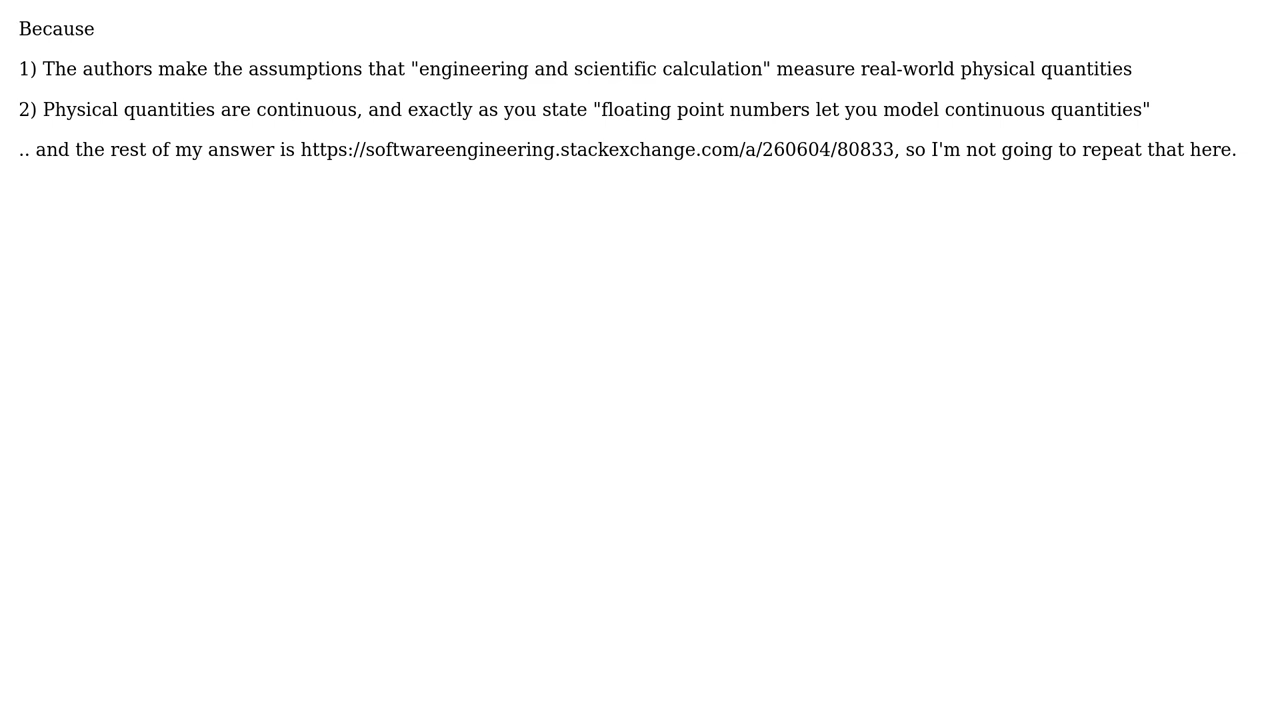 Because
1) The authors make the assumptions that "engineering and scientific calculation" measure real-world physical quantities
2) Physical quantities are continuous, and exactly as you state "floating point numbers let you model continuous quantities"
.. and the rest of my answer is https://softwareengineering.stackexchange.com/a/260604/80833, so I'm not going to repeat that here.